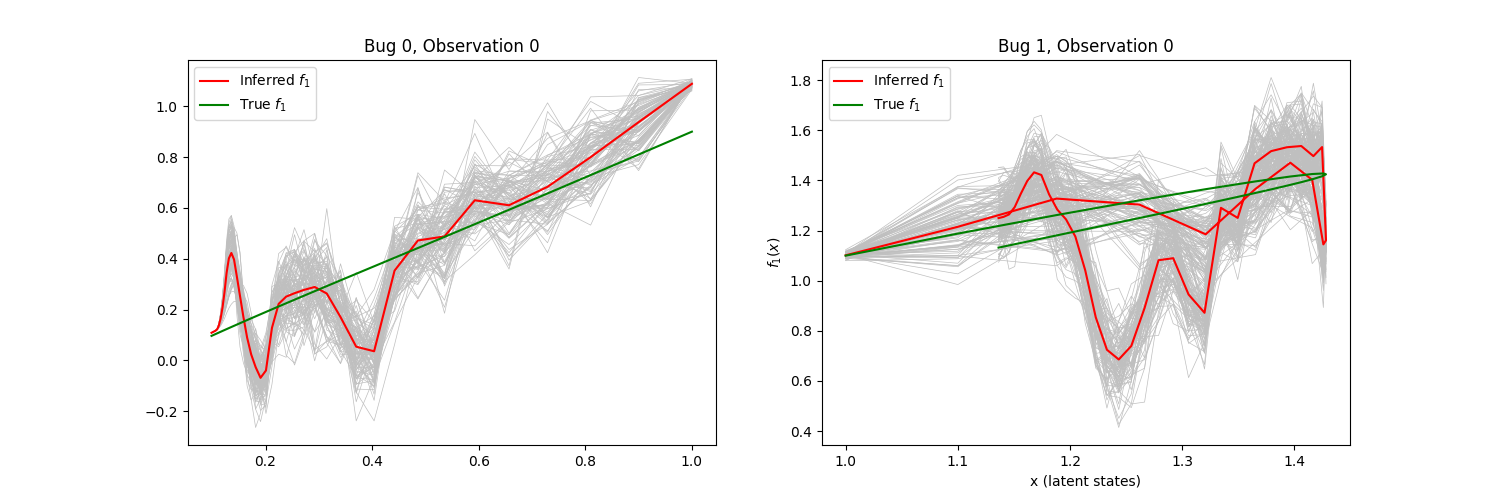 Bug 0, Observation 0
Inferred f₁
True f₁
1.0
0.8
0.6
0.4
0.2
0.0
−0.2
0.2 0.4 0.6 0.8 1.0
Bug 1, Observation 0
Inferred f₁
True f₁
f₁(x)
1.8
1.6
1.4
1.2
1.0
0.8
0.6
0.4
1.0 1.1 1.2 1.3 1.4
x (latent states)